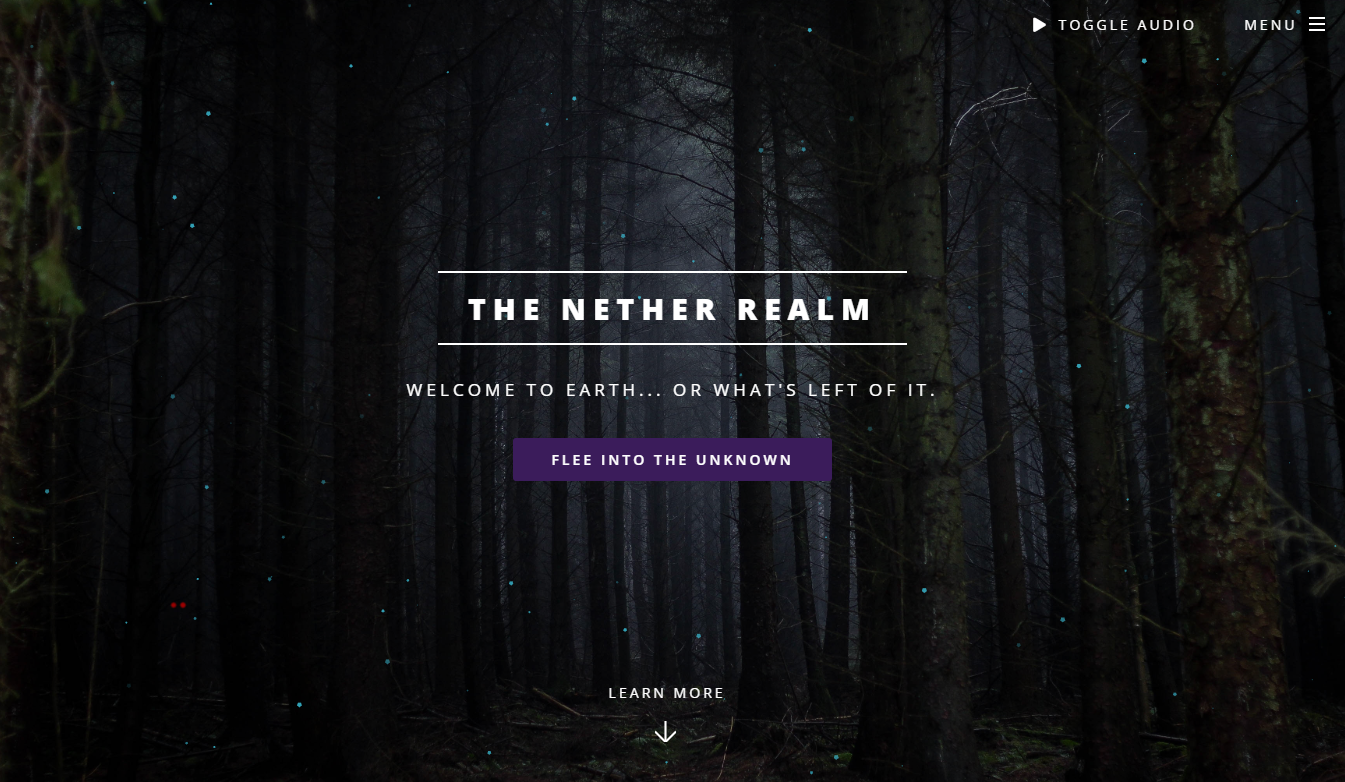 TOGGLE AUDIO
MENU
THE NETHER REALM
WELCOME TO EARTH... OR WHAT'S LEFT OF IT.
FLEE INTO THE UNKNOWN
LEARN MORE